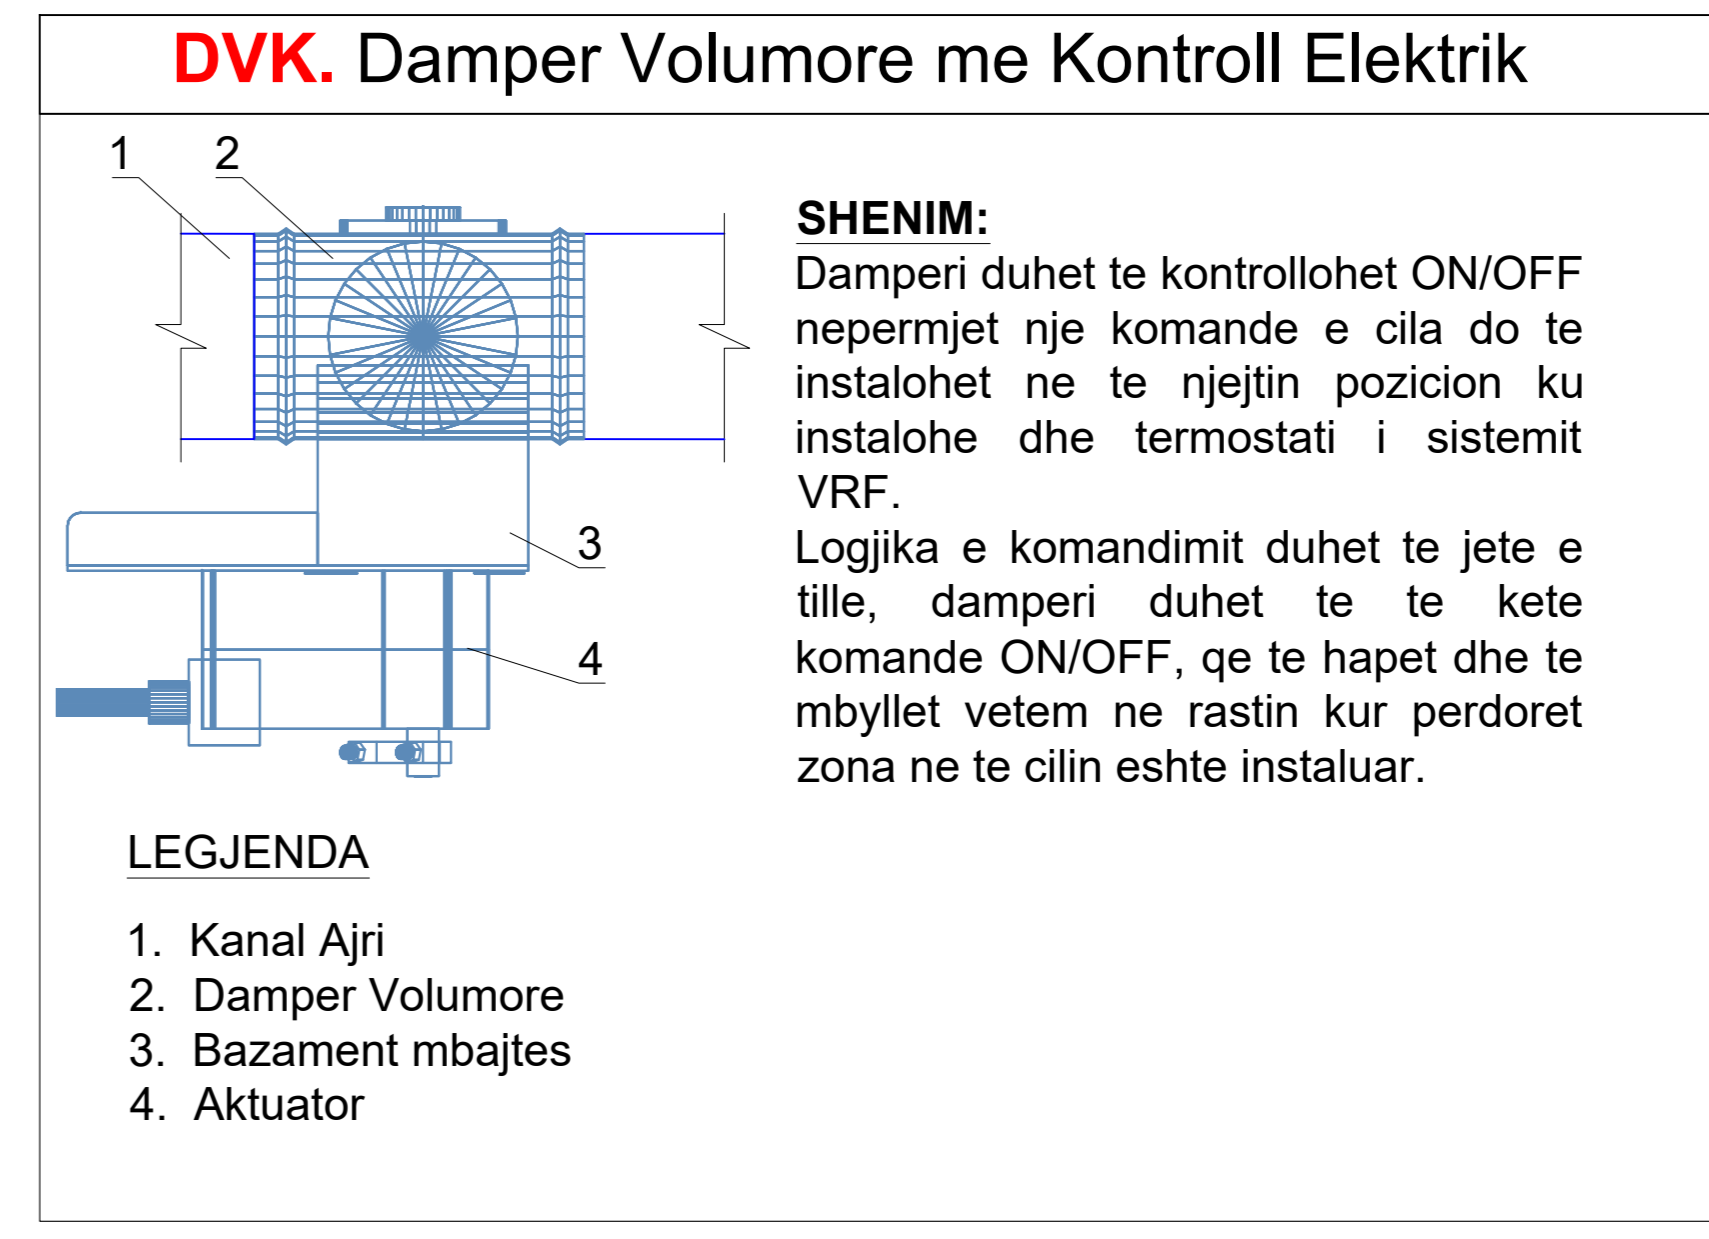 DVK. Damper Volumore me Kontroll Elektrik
1
2
3
4
SHENIM:
Damperi duhet te kontrollohet ON/OFF
nepermjet nje komande e cila do te
instalohet ne te njejtin pozicion ku
instalohe dhe termostati i sistemit
VRF.
Logjika e komandimit duhet te jete e
tille, damperi duhet te te kete
komande ON/OFF, qe te hapet dhe te
mbyllet vetem ne rastin kur perdoret
zona ne te cilin eshte instaluar.
LEGJENDA
1. Kanal Ajri
2. Damper Volumore
3. Bazament mbajtes
4. Aktuator